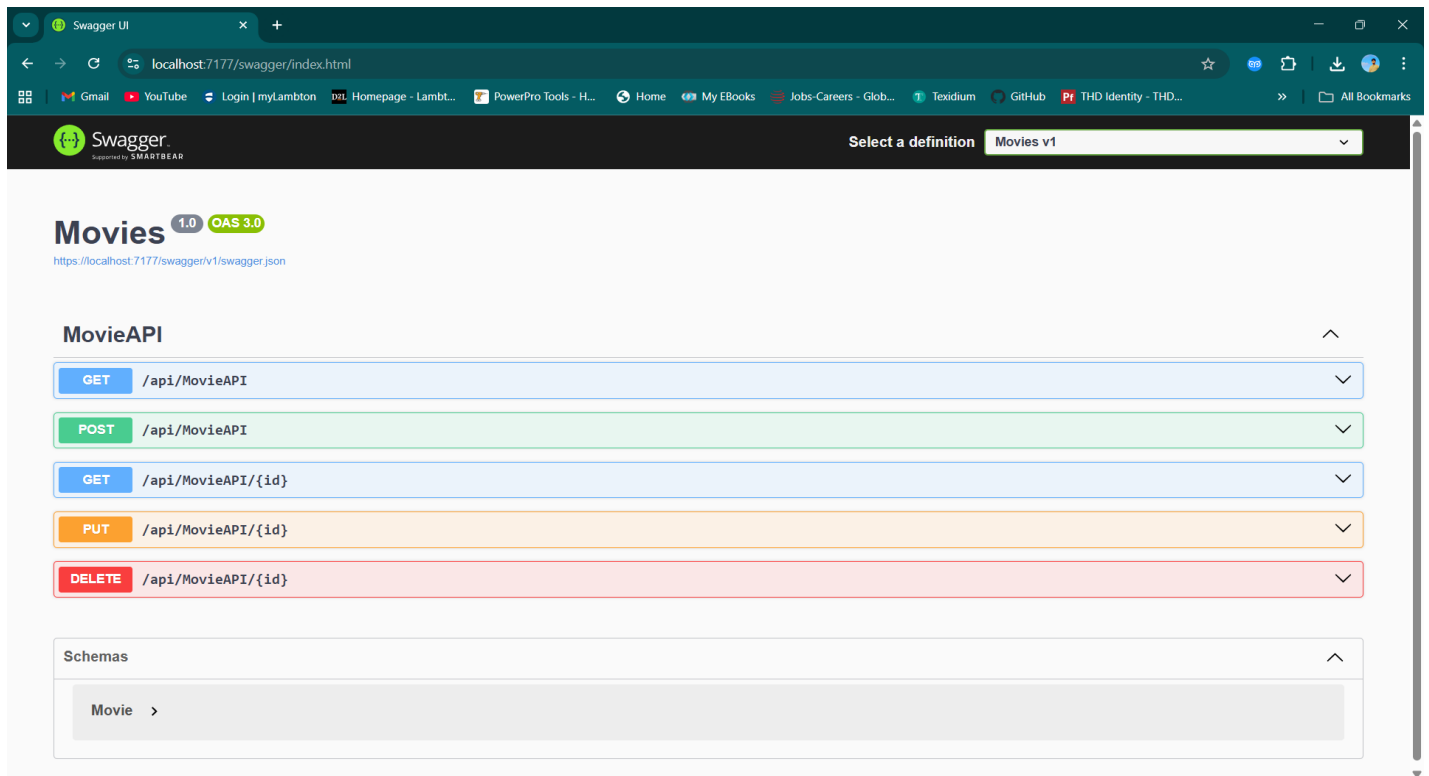 Swagger UI
localhost:7177/swagger/index.html
Gmail YouTube Login | myLambton D2L Homepage - Lambt... PowerPro Tools - H... Home My EBooks Jobs-Careers - Glob... Texidium GitHub Pf THD Identity - THD... » All Bookmarks
Swagger.
Supported by SMARTBEAR
Select a definition Movies v1
Movies 1.0 OAS 3.0
https://localhost:7177/swagger/v1/swagger.json
MovieAPI
GET /api/MovieAPI
POST /api/MovieAPI
GET /api/MovieAPI/{id}
PUT /api/MovieAPI/{id}
DELETE /api/MovieAPI/{id}
Schemas
Movie